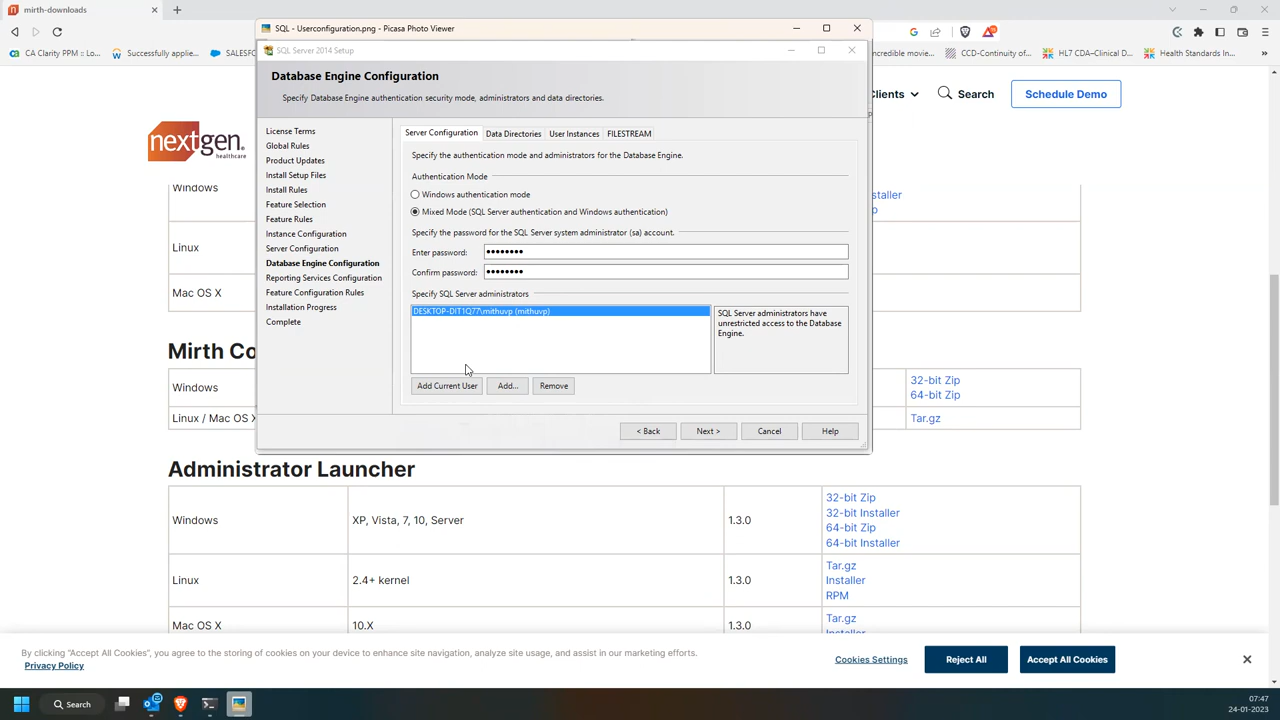 mirth-downloads
SQL - Userconfiguration.png - Picasa Photo Viewer
CA Clarity PPM :: Lo...
Successfully applie...
SALESFO
ncredible movie...
CCD-Continuity of
HL7 CDA–Clinical D...
Health Standards In...
SQL Server 2014 Setup
Database Engine Configuration
Specify Database Engine authentication security mode, administrators and data directories.
Clients
Search
Schedule Demo
nextgen
healthcare
License Terms
Global Rules
Product Updates
Install Setup Files
Install Rules
Feature Selection
Feature Rules
Instance Configuration
Server Configuration
Database Engine Configuration
Reporting Services Configuration
Feature Configuration Rules
Installation Progress
Complete
Server Configuration
Data Directories
User Instances
FILESTREAM
Specify the authentication mode and administrators for the Database Engine.
Authentication Mode
Windows authentication mode
Mixed Mode (SQL Server authentication and Windows authentication)
Specify the password for the SQL Server system administrator (sa) account.
Enter password: ••••••••
Confirm password: ••••••••
Specify SQL Server administrators
DESKTOP-DIT1Q77\mithuvp (mithuvp)
SQL Server administrators have
unrestricted access to the Database
Engine.
Add Current User
Add...
Remove
< Back
Next >
Cancel
Help
Windows
staller
p
Linux
Mac OS X
Mirth Co
Windows
32-bit Zip
64-bit Zip
Linux / Mac OS X
Tar.gz
Administrator Launcher
Windows
XP, Vista, 7, 10, Server
1.3.0
32-bit Zip
32-bit Installer
64-bit Zip
64-bit Installer
Linux
2.4+ kernel
1.3.0
Tar.gz
Installer
RPM
Mac OS X
10.X
1.3.0
Tar.gz
Installer
By clicking "Accept All Cookies", you agree to the storing of cookies on your device to enhance site navigation, analyze site usage, and assist in our marketing efforts.
Privacy Policy
Cookies Settings
Reject All
Accept All Cookies
Search
07:47
24-01-2023